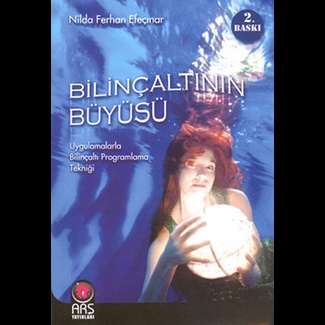 Nilda Ferhan Efeçınar
2.
BASKI
BİLİNÇALTININ
BÜYÜSÜ
Uygulamalarla
Bilinçaltı Programlama
Tekniği
ARS
YAYINLARI